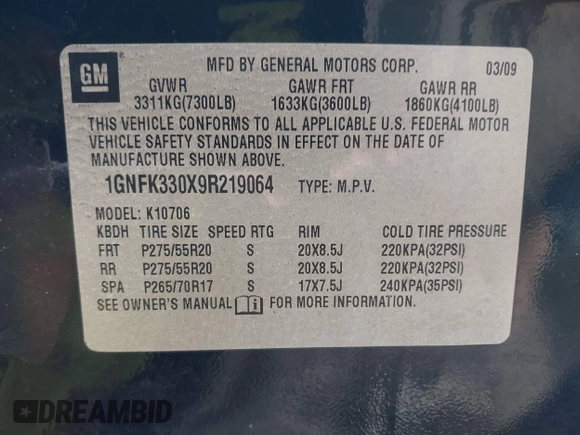 GM
MFD BY GENERAL MOTORS CORP. 03/09
GVWR GAWR FRT GAWR RR
3311KG(7300LB) 1633KG(3600LB) 1860KG(4100LB)
THIS VEHICLE CONFORMS TO ALL APPLICABLE U.S. FEDERAL MOTOR
VEHICLE SAFETY STANDARDS IN EFFECT ON THE DATE OF
MANUFACTURE SHOWN ABOVE.
1GNFK330X9R219064 TYPE: M.P.V.
MODEL: K10706
KBDH TIRE SIZE SPEED RTG RIM COLD TIRE PRESSURE
FRT P275/55R20 S 20X8.5J 220KPA(32PSI)
RR P275/55R20 S 20X8.5J 220KPA(32PSI)
SPA P265/70R17 S 17X7.5J 240KPA(35PSI)
SEE OWNER'S MANUAL FOR MORE INFORMATION.
DREAMBID